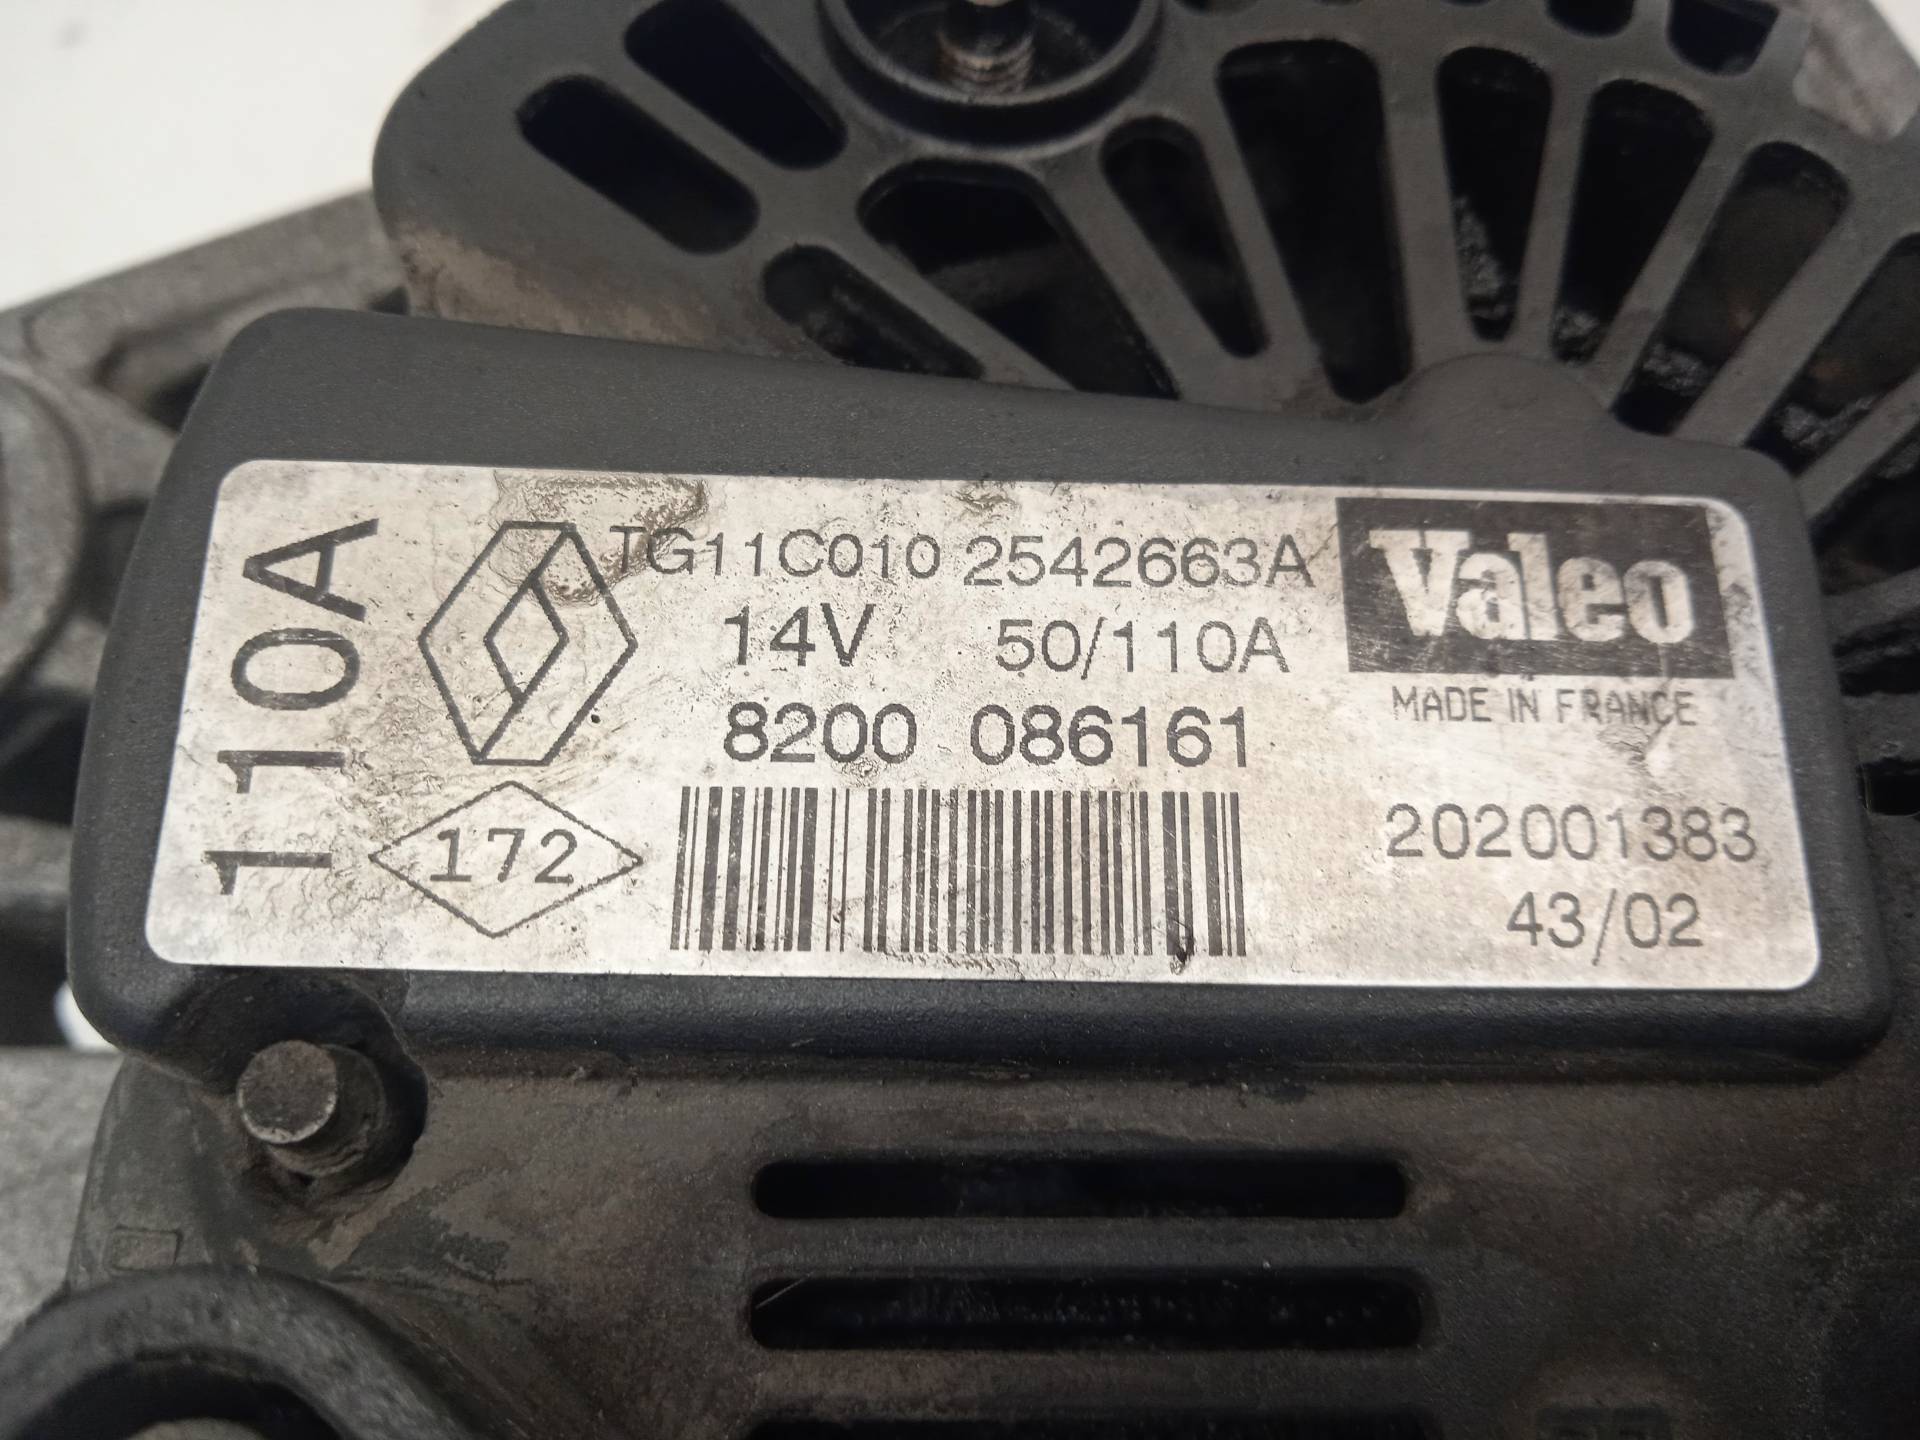 110A
TG11C010 2542663A
14V 50/110A
8200 086161
172
Valeo
MADE IN FRANCE
202001383
43/02